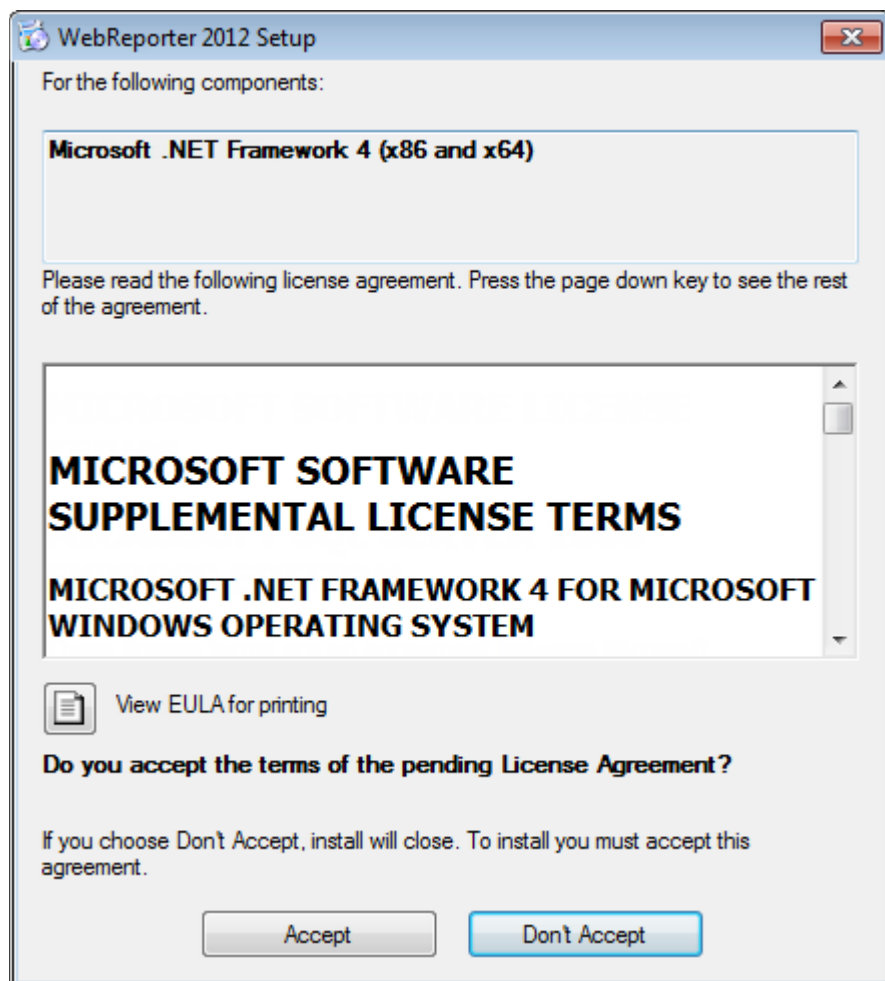 WebReporter 2012 Setup
For the following components:
Microsoft .NET Framework 4 (x86 and x64)
Please read the following license agreement. Press the page down key to see the rest
of the agreement.
MICROSOFT SOFTWARE
SUPPLEMENTAL LICENSE TERMS
MICROSOFT .NET FRAMEWORK 4 FOR MICROSOFT
WINDOWS OPERATING SYSTEM
View EULA for printing
Do you accept the terms of the pending License Agreement?
If you choose Don't Accept, install will close. To install you must accept this
agreement.
Accept
Don't Accept